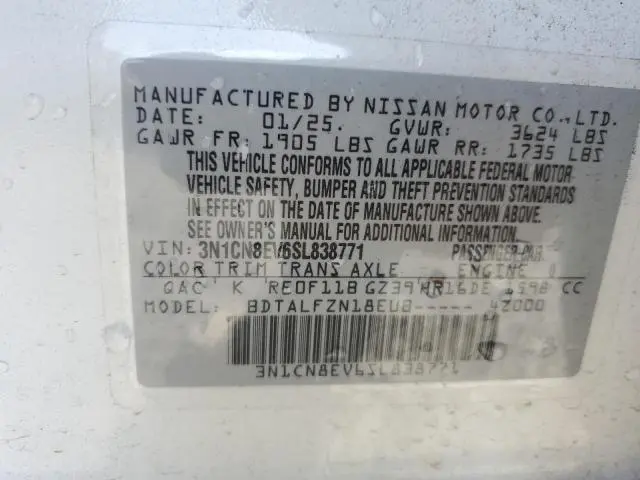 MANUFACTURED BY NISSAN MOTOR CO.,LTD.
DATE: 01/25. GVWR: 3624 LBS
GAWR FR: 1905 LBS GAWR RR: 1735 LBS
THIS VEHICLE CONFORMS TO ALL APPLICABLE FEDERAL MOTOR
VEHICLE SAFETY, BUMPER AND THEFT PREVENTION STANDARDS
IN EFFECT ON THE DATE OF MANUFACTURE SHOWN ABOVE.
SEE OWNER'S MANUAL FOR ADDITIONAL INFORMATION.
VIN: 3N1CN8EV6SL838771 PASSENGER CAR
COLOR TRIM TRANS AXLE ENGINE
QAC K RE0F11B GZ39 HR16DE 1598 CC
BDTALFZN18EUB----- 42000
3N1CN8EV6SL838771